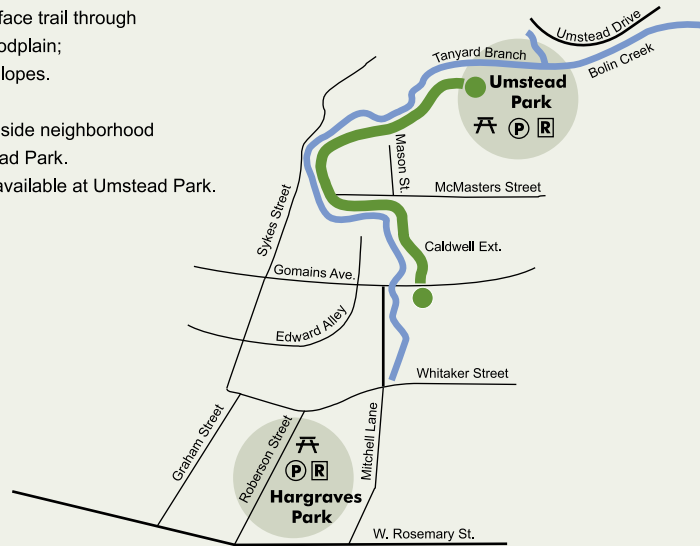 face trail through
odplain;
lopes.
side neighborhood
ad Park.
available at Umstead Park.
Umstead Drive
Tanyard Branch
Bolin Creek
Umstead
Park
P R
Mason St.
McMasters Street
Sykes Street
Caldwell Ext.
Gomains Ave.
Edward Alley
Whitaker Street
Graham Street
Roberson Street
Mitchell Lane
P R
Hargraves
Park
W. Rosemary St.